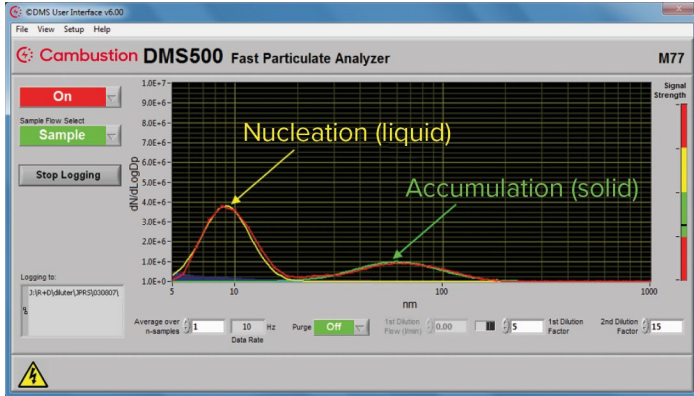 ©DMS User Interface v6.00
File View Setup Help
Cambustion DMS500 Fast Particulate Analyzer M77
On
Sample Flow Select
Sample
Stop Logging
Logging to:
J:\R+D\diluter\JPRS\030807\
%
dN/dLogDp
1.0E+7
9.0E+6
8.0E+6
7.0E+6
6.0E+6
5.0E+6
4.0E+6
3.0E+6
2.0E+6
1.0E+6
1.0E+0
Nucleation (liquid)
Accumulation (solid)
5 10 100 1000
nm
Signal
Strength
Average over
n-samples 1
10 Hz
Data Rate
Purge Off
1st Dilution
Flow (l/min) 0.00
5 1st Dilution
Factor
2nd Dilution
Factor 15